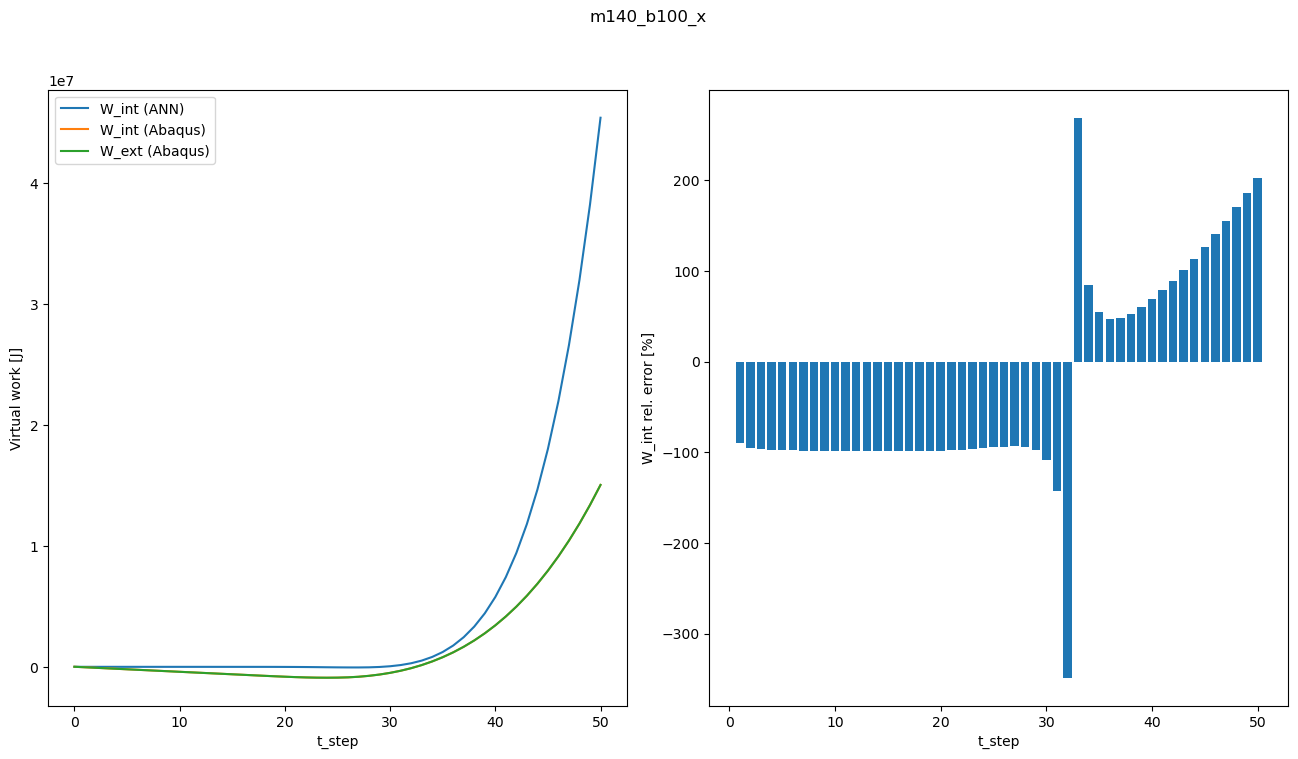 m140_b100_x
1e7
W_int (ANN)
W_int (Abaqus)
W_ext (Abaqus)
Virtual work [J]
4
3
2
1
0
0 10 20 30 40 50
t_step
W_int rel. error [%]
200
100
0
−100
−200
−300
0 10 20 30 40 50
t_step